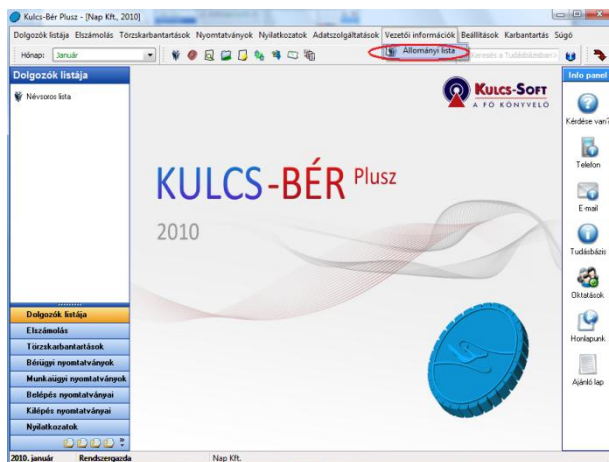 Kulcs-Bér Plusz - [Nap Kft, 2010]
Dolgozók listája Elszámolás Törzskarbantartások Nyomtatványok Nyilatkozatok Adatszolgáltatások Vezetői információk Beállítások Karbantartás Súgó
Hónap: Január
Állományi lista
Keresés a Tudásbázisban>
Dolgozók listája
Névsoros lista
KULCS-SOFT
A FŐ KÖNYVELŐ
KULCS-BÉR Plusz
2010
Info panel
Kérdése van?
Telefon
E-mail
Tudásbázis
Oktatások
Honlapunk
Ajánló lap
Dolgozók listája
Elszámolás
Törzskarbantartások
Bérügyi nyomtatványok
Munkaügyi nyomtatványok
Belépés nyomtatványai
Kilépés nyomtatványai
Nyilatkozatok
2010. január Rendszergazda Nap Kft.